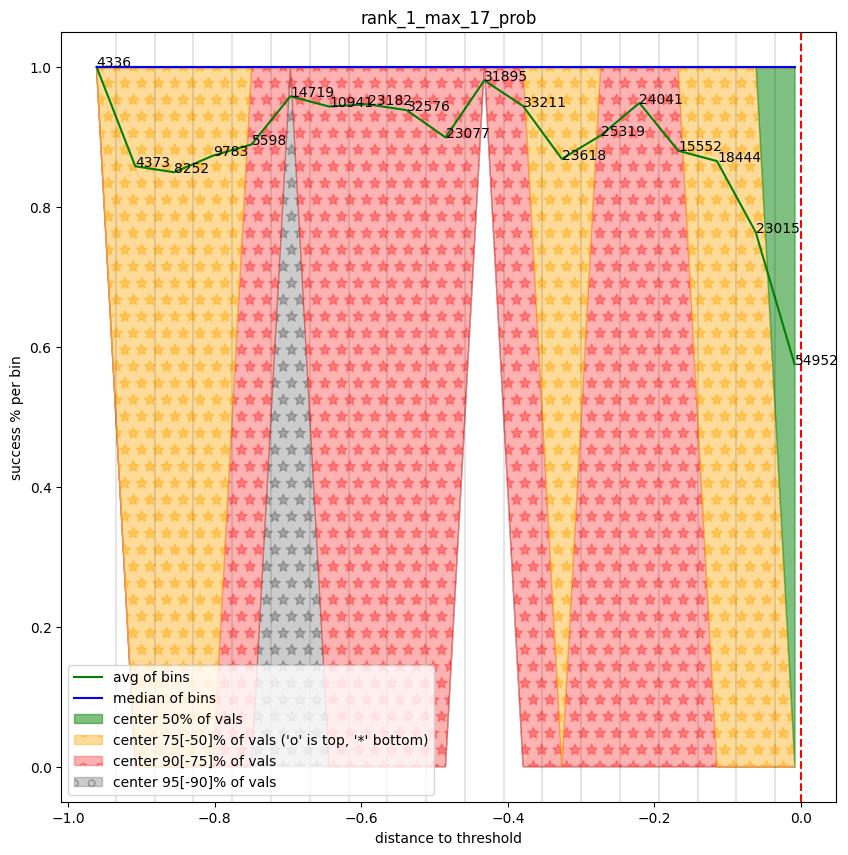 rank_1_max_17_prob
success % per bin
1.0
0.8
0.6
0.4
0.2
0.0
4336
4373
8252
9783
5598
14719
10941
23182
32576
23077
31895
33211
23618
25319
24041
15552
18444
23015
54952
avg of bins
median of bins
center 50% of vals
center 75[-50]% of vals ('o' is top, '*' bottom)
center 90[-75]% of vals
center 95[-90]% of vals
−1.0 −0.8 −0.6 −0.4 −0.2 0.0
distance to threshold